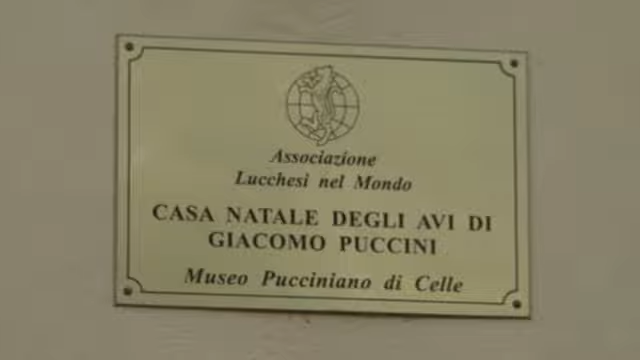 Associazione
Lucchesi nel Mondo
CASA NATALE DEGLI AVI DI
GIACOMO PUCCINI
Museo Pucciniano di Celle